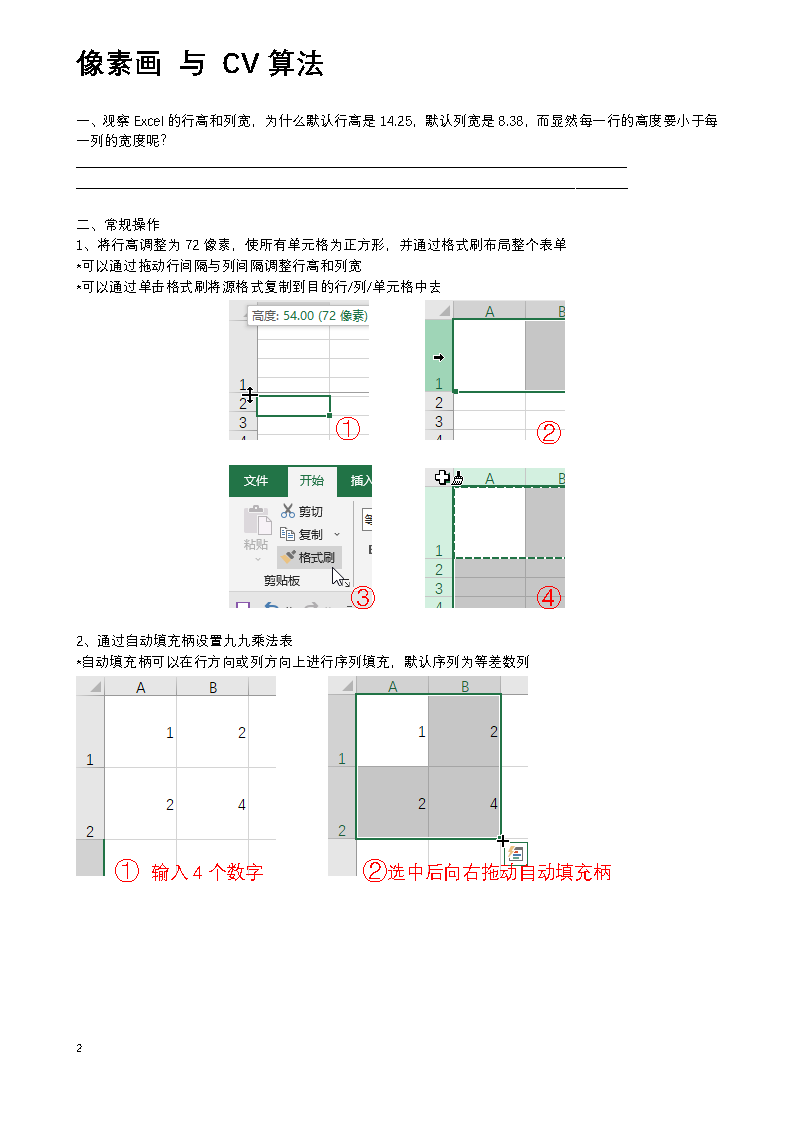 像素画 与 CV 算法
一、观察 Excel 的行高和列宽，为什么默认行高是 14.25，默认列宽是 8.38，而显然每一行的高度要小于每
一列的宽度呢？
二、常规操作
1、将行高调整为 72 像素，使所有单元格为正方形，并通过格式刷布局整个表单
*可以通过拖动行间隔与列间隔调整行高和列宽
*可以通过单击格式刷将源格式复制到目的行/列/单元格中去
高度: 54.00 (72 像素)
1
2
3
①
A B
1
2
3
②
文件 开始 插入
剪切
复制
粘贴
格式刷
剪贴板
③
A B
1
2
3
4
④
2、通过自动填充柄设置九九乘法表
*自动填充柄可以在行方向或列方向上进行序列填充，默认序列为等差数列
A B
1 2
1
2 4
2
① 输入 4 个数字
A B
1 2
1
2 4
2
②选中后向右拖动自动填充柄
2